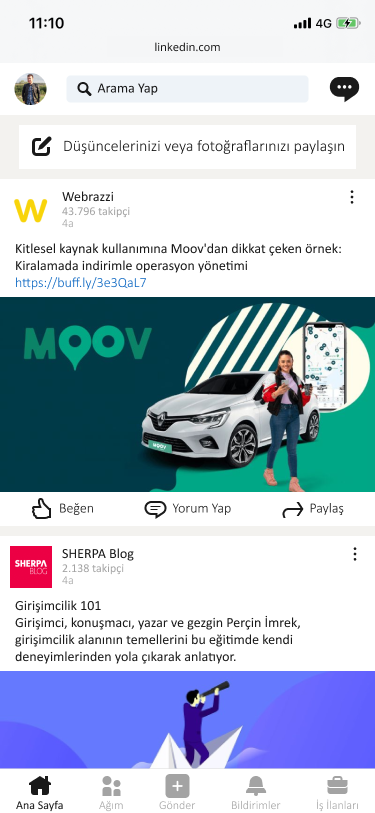 11:10
4G
linkedin.com
Arama Yap
Düşüncelerinizi veya fotoğraflarınızı paylaşın
W
Webrazzi
43.796 takipçi
4a
Kitlesel kaynak kullanımına Moov'dan dikkat çeken örnek:
Kiralamada indirimle operasyon yönetimi
https://buff.ly/3e3QaL7
MOOV
MOOV
Beğen
Yorum Yap
Paylaş
SHERPA
BLOG
SHERPA Blog
2.138 takipçi
4a
Girişimcilik 101
Girişimci, konuşmacı, yazar ve gezgin Perçin İmrek,
girişimcilik alanının temellerini bu eğitimde kendi
deneyimlerinden yola çıkarak anlatıyor.
Ana Sayfa
Ağım
Gönder
Bildirimler
İş İlanları